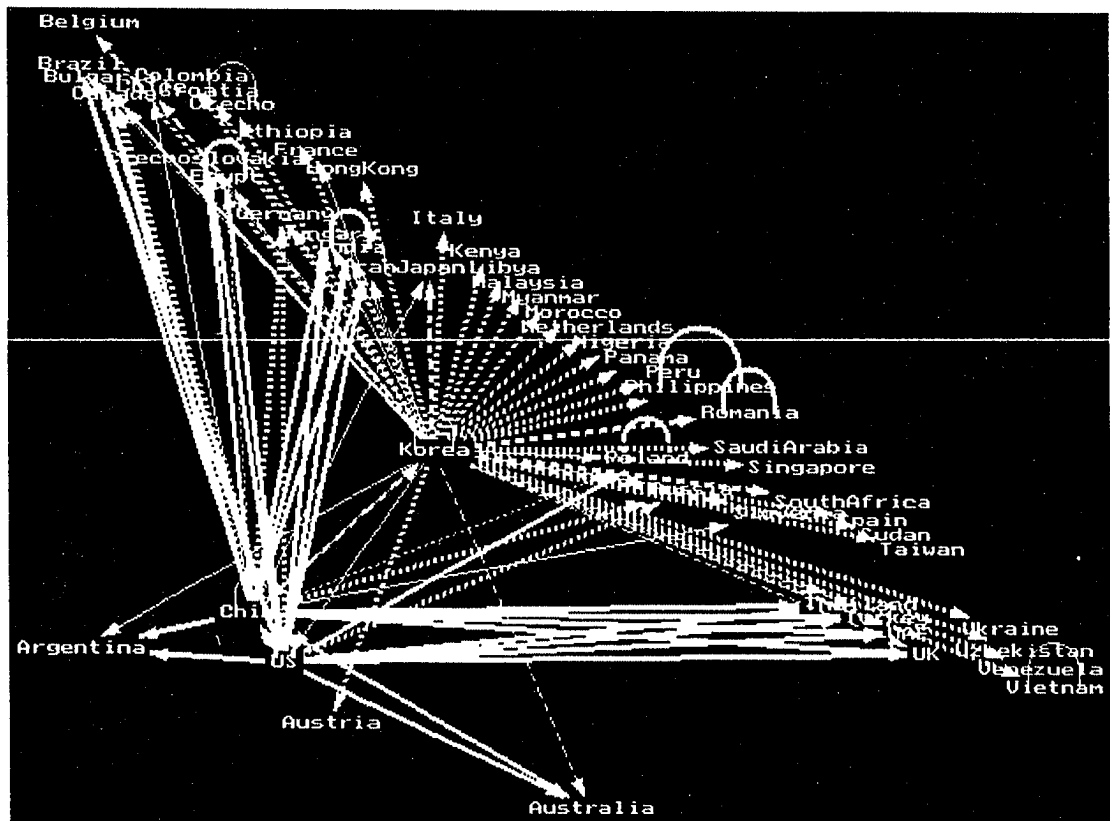 Belgium
Brazil
Colombia
Croatia
Czecho
Ethiopia
France
HongKong
Egypt
Germany
Italy
Kenya
Japan
Libya
Malaysia
Myanmar
Morocco
Netherlands
Nigeria
Panama
Peru
Philippines
Romania
Korea
SaudiArabia
Singapore
SouthAfrica
Spain
Sudan
Taiwan
Argentina
US
UK
Ukraine
Uzbekistan
Venezuela
Vietnam
Austria
Australia